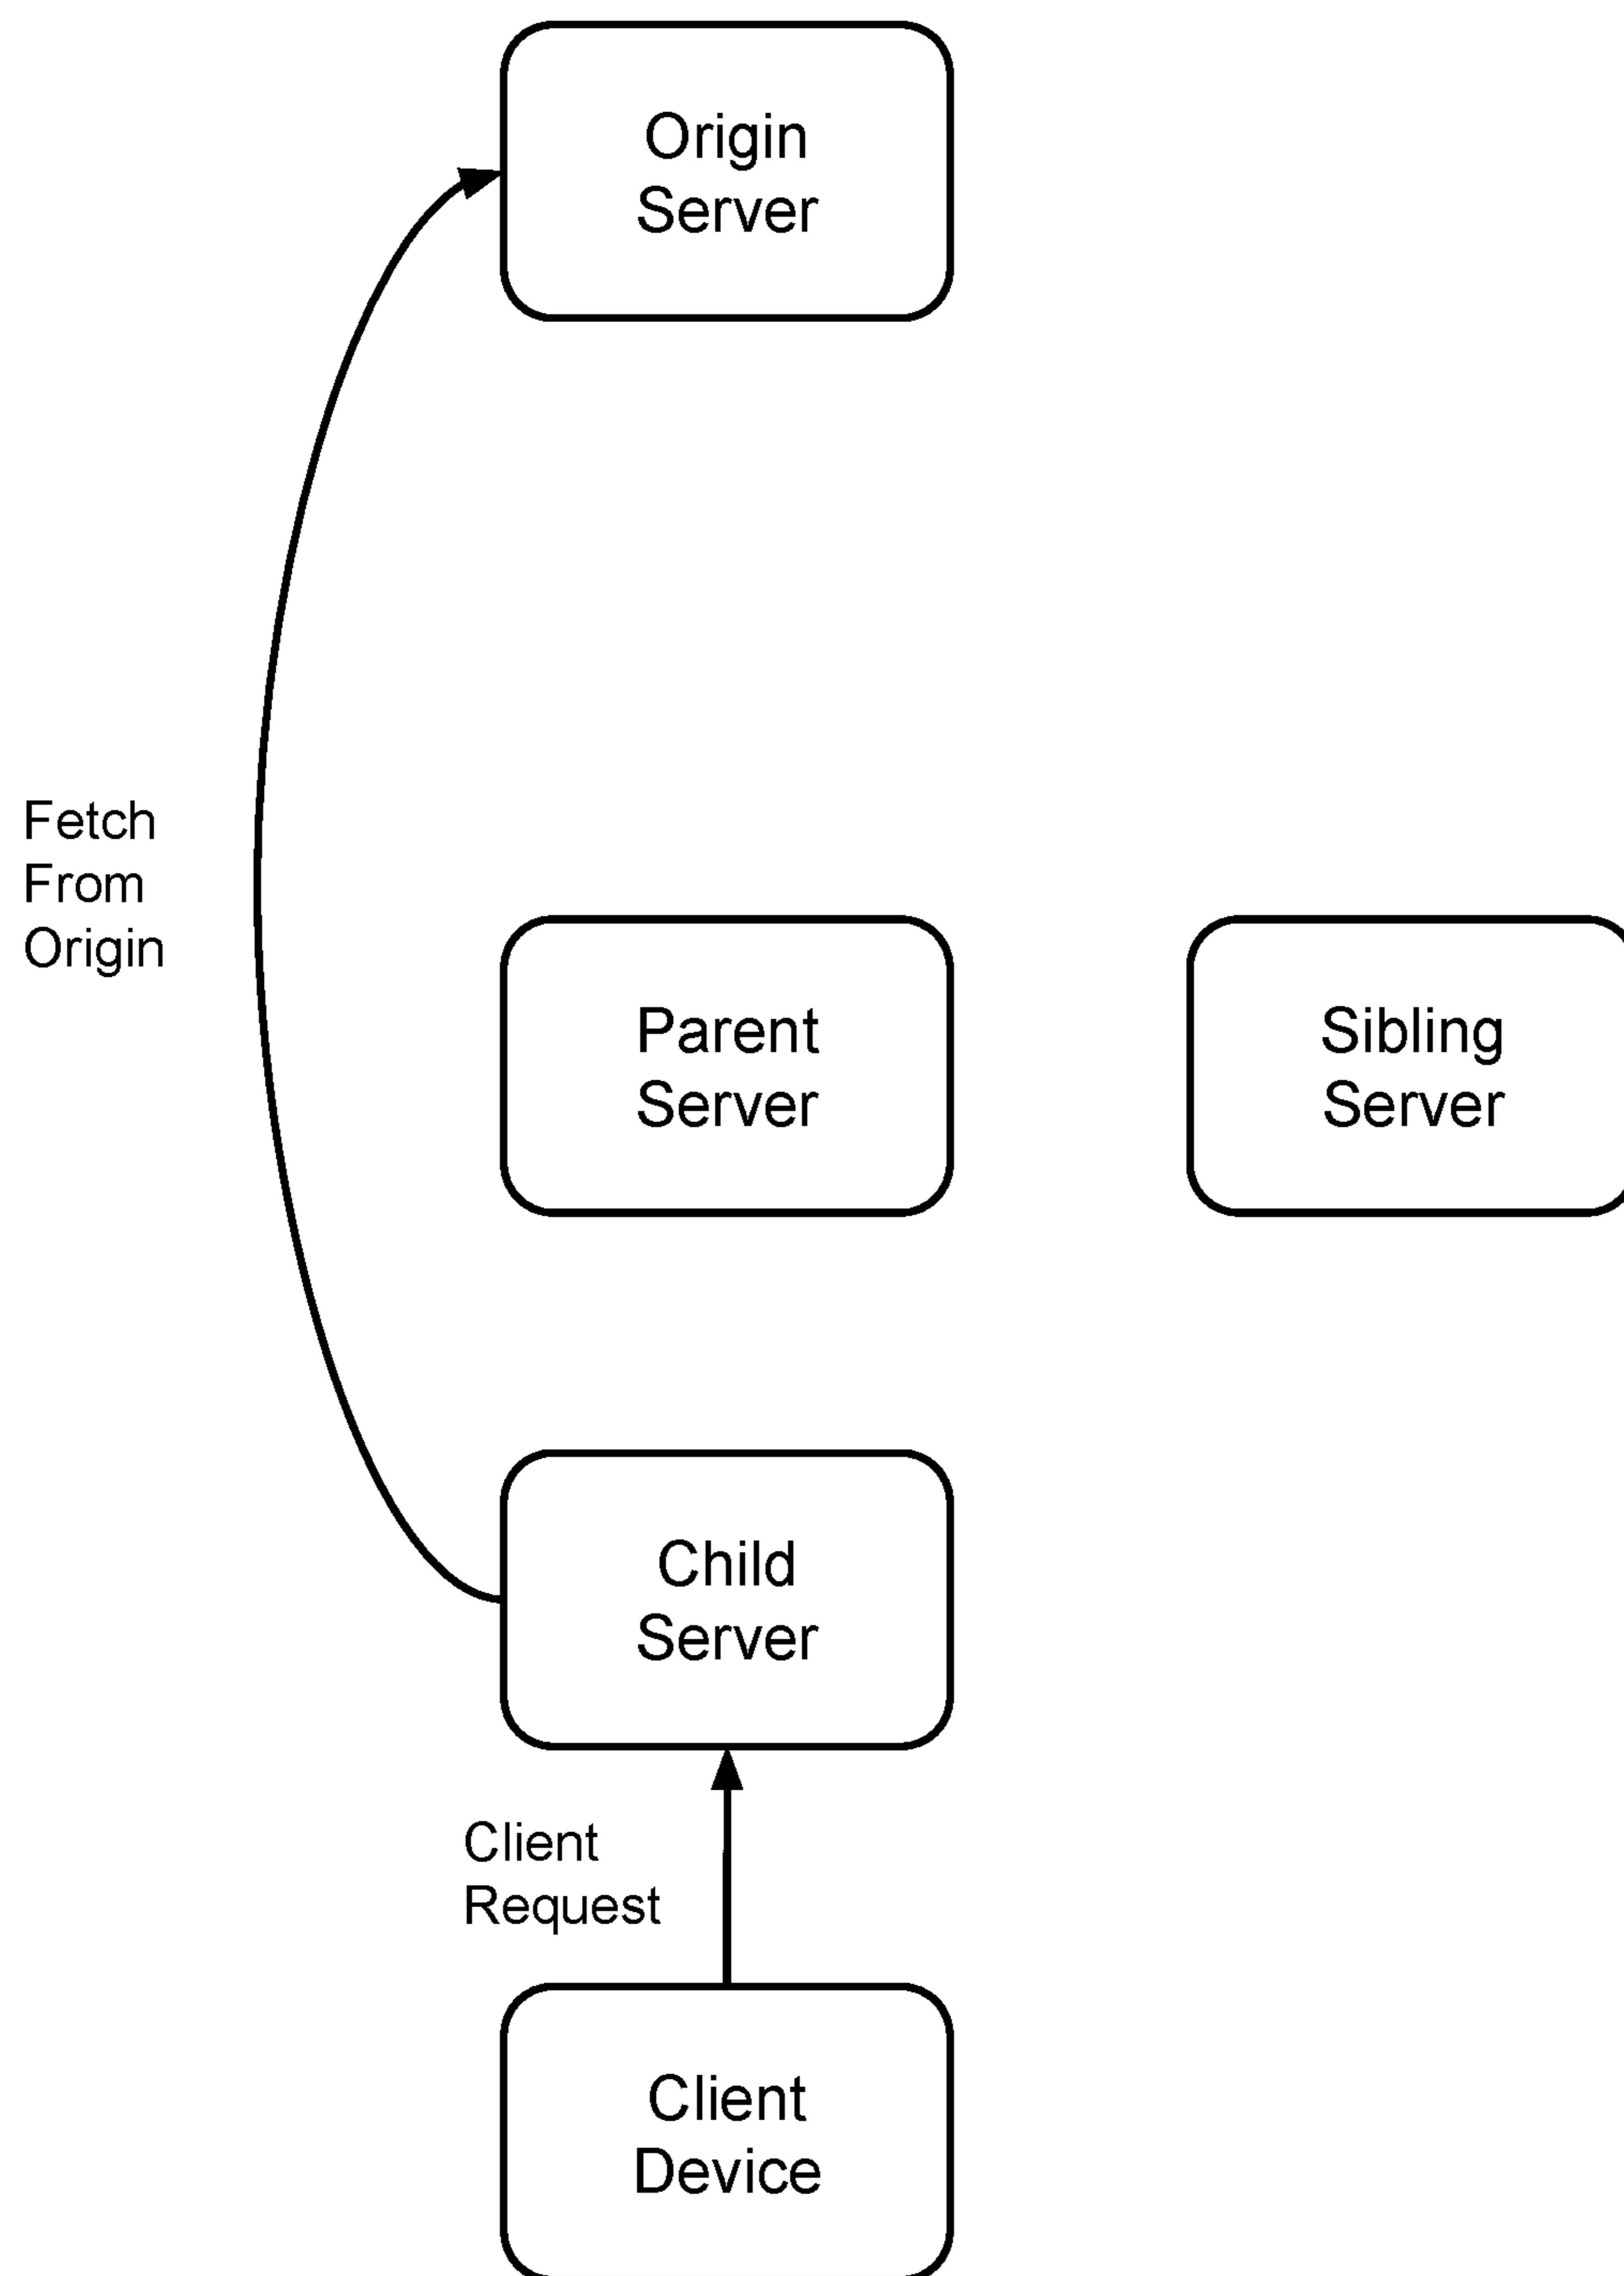 Origin
Server
Fetch
From
Origin
Parent
Server
Sibling
Server
Child
Server
Client
Request
Client
Device